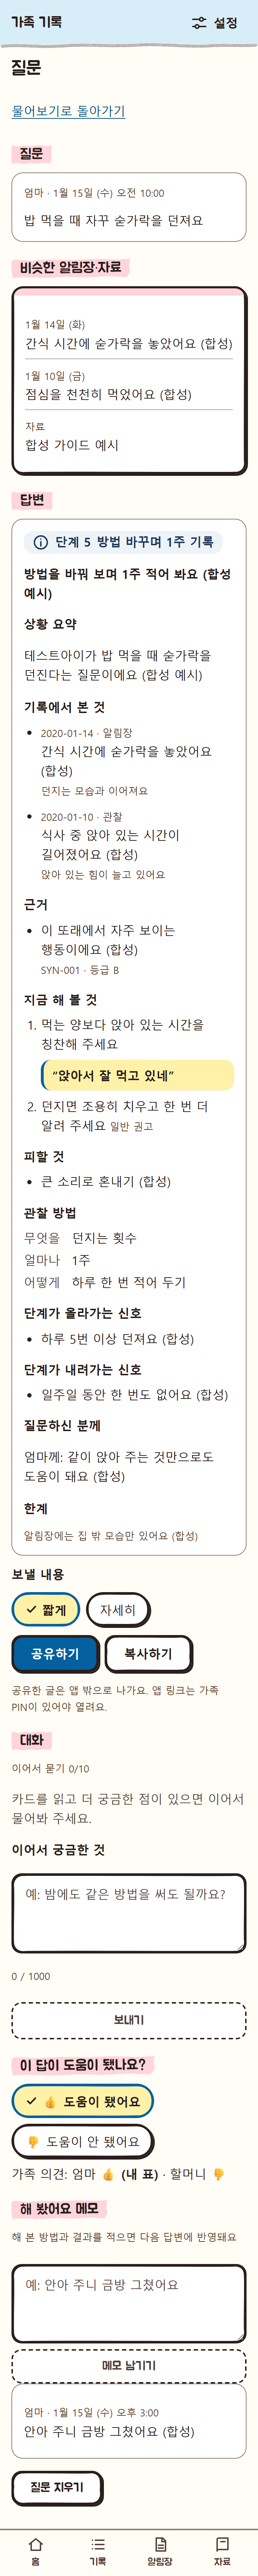 가족 기록
설정
질문
물어보기로 돌아가기
질문
엄마 · 1월 15일 (수) 오전 10:00
밥 먹을 때 자꾸 숟가락을 던져요
비슷한 알림장·자료
1월 14일 (화)
간식 시간에 숟가락을 놓았어요 (합성)
1월 10일 (금)
점심을 천천히 먹었어요 (합성)
자료
합성 가이드 예시
답변
단계 5 방법 바꾸며 1주 기록
방법을 바꿔 보며 1주 적어 봐요 (합성
예시)
상황 요약
테스트아이가 밥 먹을 때 숟가락을
던진다는 질문이에요 (합성 예시)
기록에서 본 것
• 2020-01-14 · 알림장
간식 시간에 숟가락을 놓았어요
(합성)
던지는 모습과 이어져요
• 2020-01-10 · 관찰
식사 중 앉아 있는 시간이
길어졌어요 (합성)
앉아 있는 힘이 늘고 있어요
근거
• 이 또래에서 자주 보이는
행동이에요 (합성)
SYN-001 · 등급 B
지금 해 볼 것
1. 먹는 양보다 앉아 있는 시간을
칭찬해 주세요
“앉아서 잘 먹고 있네”
2. 던지면 조용히 치우고 한 번 더
알려 주세요 일반 권고
피할 것
• 큰 소리로 혼내기 (합성)
관찰 방법
무엇을 던지는 횟수
얼마나 1주
어떻게 하루 한 번 적어 두기
단계가 올라가는 신호
• 하루 5번 이상 던져요 (합성)
단계가 내려가는 신호
• 일주일 동안 한 번도 없어요 (합성)
질문하신 분께
엄마께: 같이 앉아 주는 것만으로도
도움이 돼요 (합성)
한계
알림장에는 집 밖 모습만 있어요 (합성)
보낼 내용
✓ 짧게
자세히
공유하기
복사하기
공유한 글은 앱 밖으로 나가요. 앱 링크는 가족
PIN이 있어야 열려요.
대화
이어서 묻기 0/10
카드를 읽고 더 궁금한 점이 있으면 이어서
물어봐 주세요.
이어서 궁금한 것
예: 밤에도 같은 방법을 써도 될까요?
0 / 1000
보내기
이 답이 도움이 됐나요?
✓ 👍 도움이 됐어요
👎 도움이 안 됐어요
가족 의견: 엄마 👍 (내 표) · 할머니 👎
해 봤어요 메모
해 본 방법과 결과를 적으면 다음 답변에 반영돼요
예: 안아 주니 금방 그쳤어요
메모 남기기
엄마 · 1월 15일 (수) 오후 3:00
안아 주니 금방 그쳤어요 (합성)
질문 지우기
홈
기록
알림장
자료